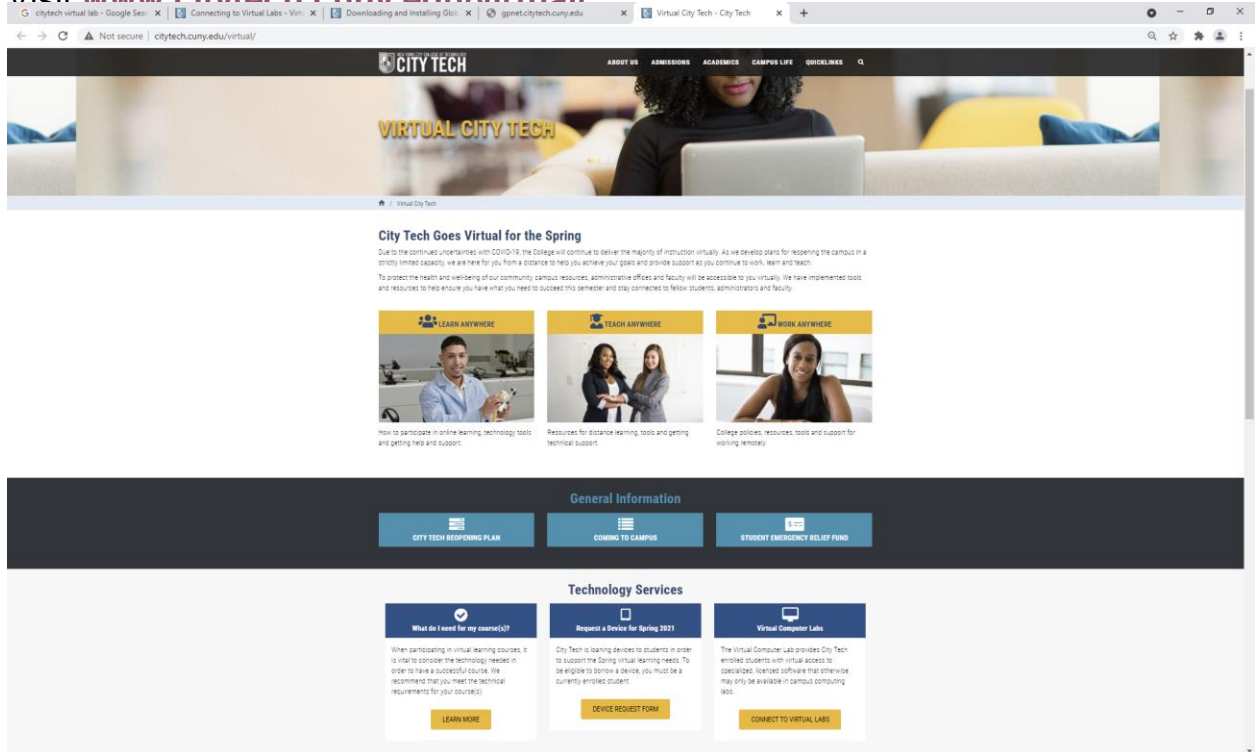 citytech virtual lab - Google Sear
Connecting to Virtual Labs - Virt
Downloading and Installing Glob
gpnet.citytech.cuny.edu
Virtual City Tech - City Tech
Not secure | citytech.cuny.edu/virtual/
NEW YORK CITY COLLEGE OF TECHNOLOGY
CITY TECH
ABOUT US ADMISSIONS ACADEMICS CAMPUS LIFE QUICKLINKS
VIRTUAL CITY TECH
/ Virtual City Tech
City Tech Goes Virtual for the Spring
Due to the continued uncertainties with COVID-19, the College will continue to deliver the majority of instruction virtually. As we develop plans for reopening the campus in a
strictly limited capacity, we are here for you from a distance to help you achieve your goals and provide support as you continue to work, learn and teach.
To protect the health and well-being of our community, campus resources, administrative offices and faculty will be accessible to you virtually. We have implemented tools
and resources to help ensure you have what you need to succeed this semester and stay connected to fellow students, administrators and faculty.
LEARN ANYWHERE
How to participate in online learning, technology tools
and getting help and support.
TEACH ANYWHERE
Resources for distance learning, tools and getting
technical support.
WORK ANYWHERE
College policies, resources, tools and support for
working remotely.
General Information
CITY TECH REOPENING PLAN
COMING TO CAMPUS
STUDENT EMERGENCY RELIEF FUND
Technology Services
What do I need for my course(s)?
When participating in virtual learning courses, it
is vital to consider the technology needed in
order to have a successful course. We
recommend that you meet the technical
requirements for your course(s).
LEARN MORE
Request a Device for Spring 2021
City Tech is loaning devices to students in order
to support the Spring virtual learning needs. To
be eligible to borrow a device, you must be a
currently enrolled student.
DEVICE REQUEST FORM
Virtual Computer Labs
The Virtual Computer Lab provides City Tech
enrolled students with virtual access to
specialized, licensed software that otherwise
may only be available in campus computing
labs.
CONNECT TO VIRTUAL LABS